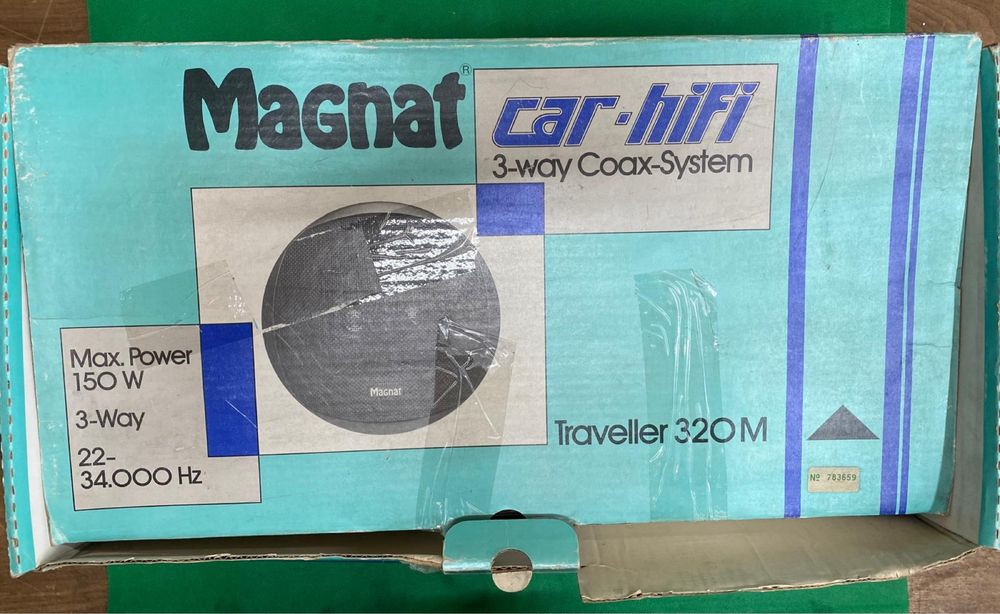 Magnat®
car·hifi
3-way Coax-System
Magnat
Max. Power
150 W
3-Way
22-
34.000 Hz
Traveller 320 M
Nº 783659